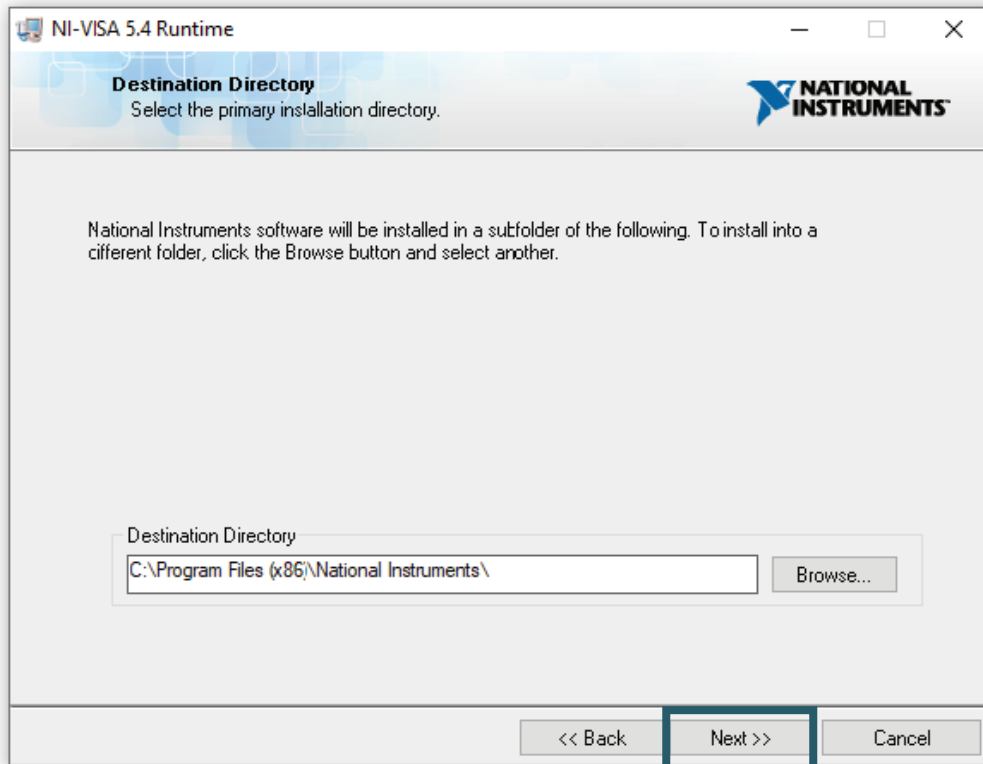 NI-VISA 5.4 Runtime
Destination Directory
Select the primary installation directory.
NATIONAL
INSTRUMENTS™
National Instruments software will be installed in a subfolder of the following. To install into a
different folder, click the Browse button and select another.
Destination Directory
C:\Program Files (x86)\National Instruments\
Browse...
<< Back
Next >>
Cancel